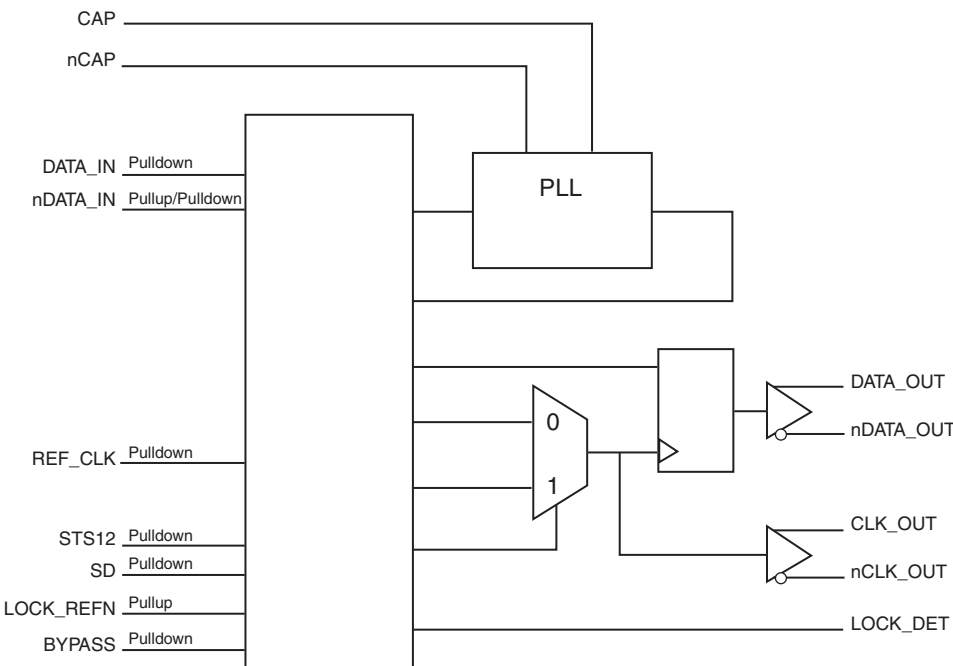 CAP
nCAP
DATA_IN Pulldown
nDATA_IN Pullup/Pulldown
PLL
DATA_OUT
nDATA_OUT
0
1
REF_CLK Pulldown
CLK_OUT
nCLK_OUT
STS12 Pulldown
SD Pulldown
LOCK_REFN Pullup
LOCK_DET
BYPASS Pulldown